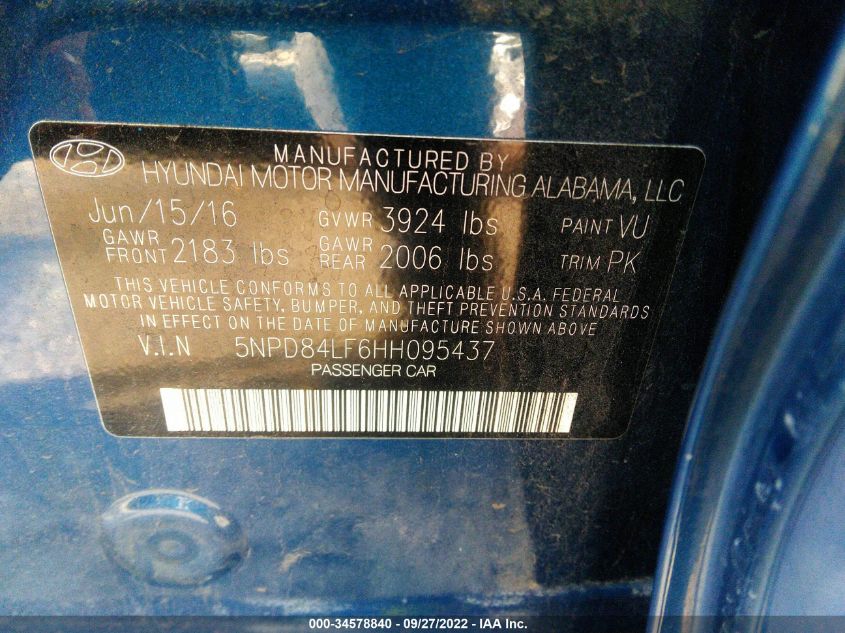 MANUFACTURED BY
HYUNDAI MOTOR MANUFACTURING ALABAMA, LLC
Jun/15/16 GVWR 3924 lbs PAINT VU
GAWR FRONT 2183 lbs GAWR REAR 2006 lbs TRIM PK
THIS VEHICLE CONFORMS TO ALL APPLICABLE U.S.A. FEDERAL
MOTOR VEHICLE SAFETY, BUMPER, AND THEFT PREVENTION STANDARDS
IN EFFECT ON THE DATE OF MANUFACTURE SHOWN ABOVE
V.I.N 5NPD84LF6HH095437
PASSENGER CAR
000-34578840 - 09/27/2022 - IAA Inc.